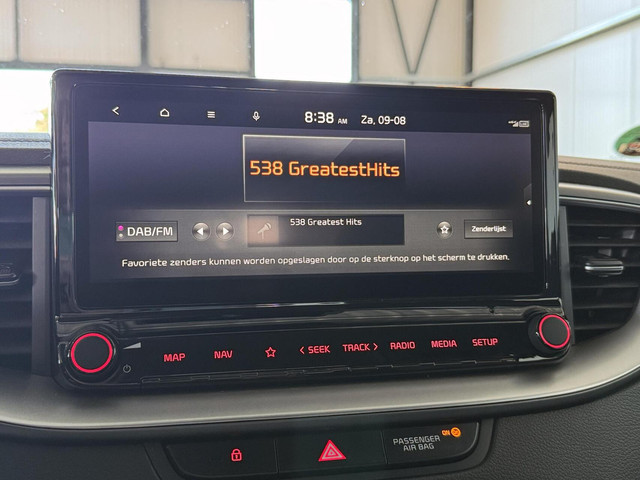 8:38 AM Za, 09-08
538 GreatestHits
DAB/FM
538 Greatest Hits
Zenderlijst
Favoriete zenders kunnen worden opgeslagen door op de sterknop op het scherm te drukken.
MAP NAV < SEEK TRACK > RADIO MEDIA SETUP
PASSENGER
AIR BAG
ON